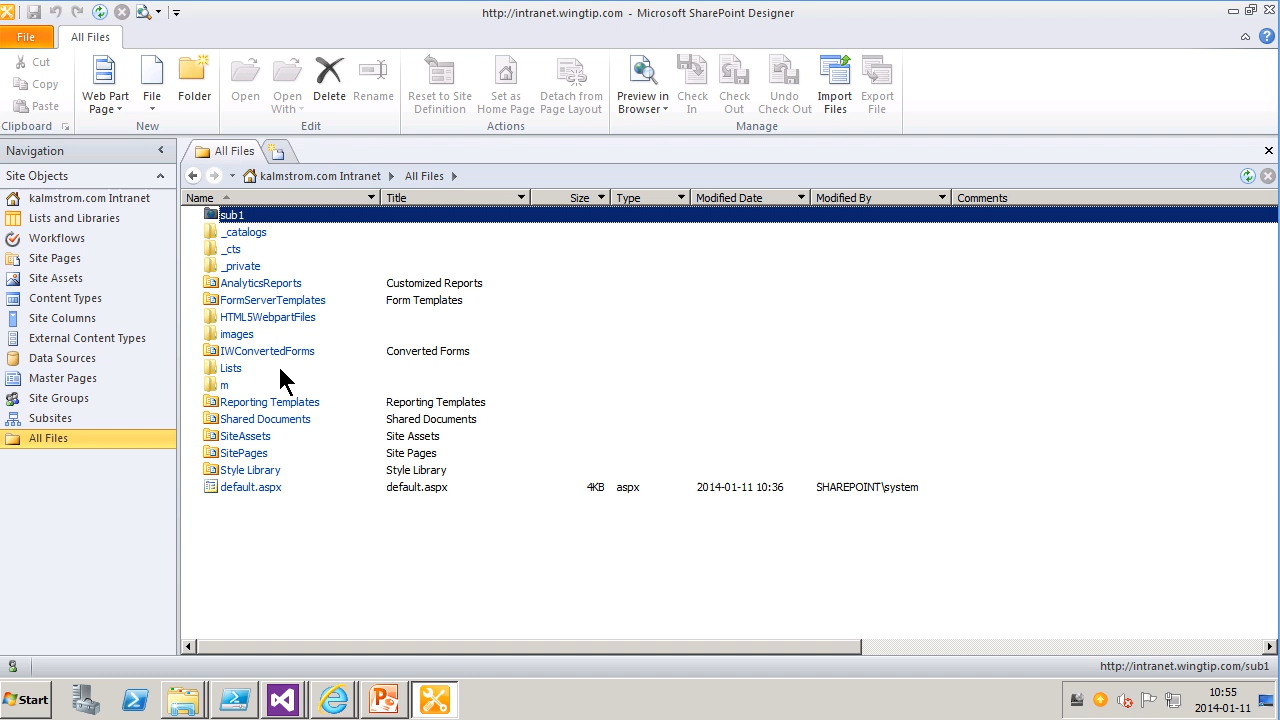 http://intranet.wingtip.com - Microsoft SharePoint Designer
File All Files
Cut
Copy
Paste
Web Part Page
File
Folder
Open
Open With
Delete
Rename
Reset to Site Definition
Set as Home Page
Detach from Page Layout
Preview in Browser
Check In
Check Out
Undo Check Out
Import Files
Export File
Clipboard New Edit Actions Manage
Navigation
Site Objects
kalmstrom.com Intranet
Lists and Libraries
Workflows
Site Pages
Site Assets
Content Types
Site Columns
External Content Types
Data Sources
Master Pages
Site Groups
Subsites
All Files
All Files
kalmstrom.com Intranet All Files
Name Title Size Type Modified Date Modified By Comments
sub1
_catalogs
_cts
_private
AnalyticsReports Customized Reports
FormServerTemplates Form Templates
HTML5WebpartFiles
images
IWConvertedForms Converted Forms
Lists
m
Reporting Templates Reporting Templates
Shared Documents Shared Documents
SiteAssets Site Assets
SitePages Site Pages
Style Library Style Library
default.aspx default.aspx 4KB aspx 2014-01-11 10:36 SHAREPOINT\system
http://intranet.wingtip.com/sub1
Start
10:55
2014-01-11